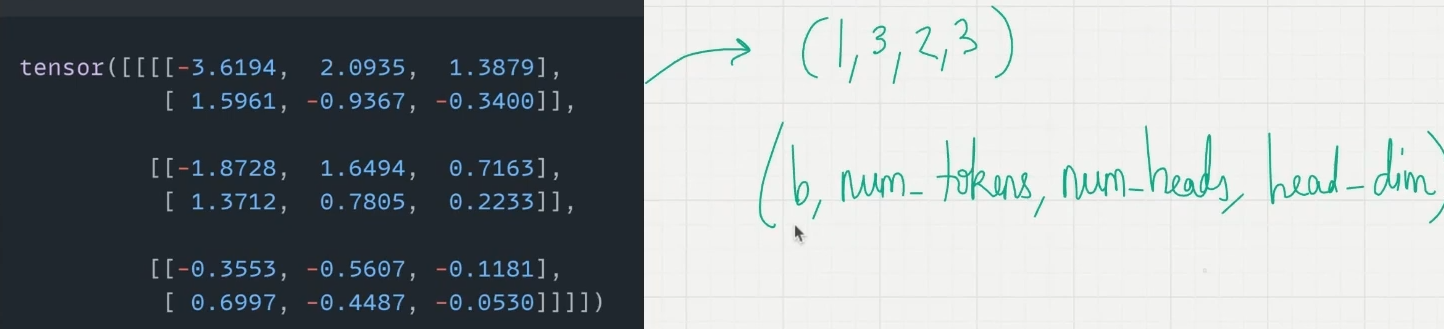 tensor([[[[-3.6194, 2.0935, 1.3879],
[ 1.5961, -0.9367, -0.3400]],
[[-1.8728, 1.6494, 0.7163],
[ 1.3712, 0.7805, 0.2233]],
[[-0.3553, -0.5607, -0.1181],
[ 0.6997, -0.4487, -0.0530]]]])
(1,3,2,3)
(b, num_tokens, num_heads, head_dim)